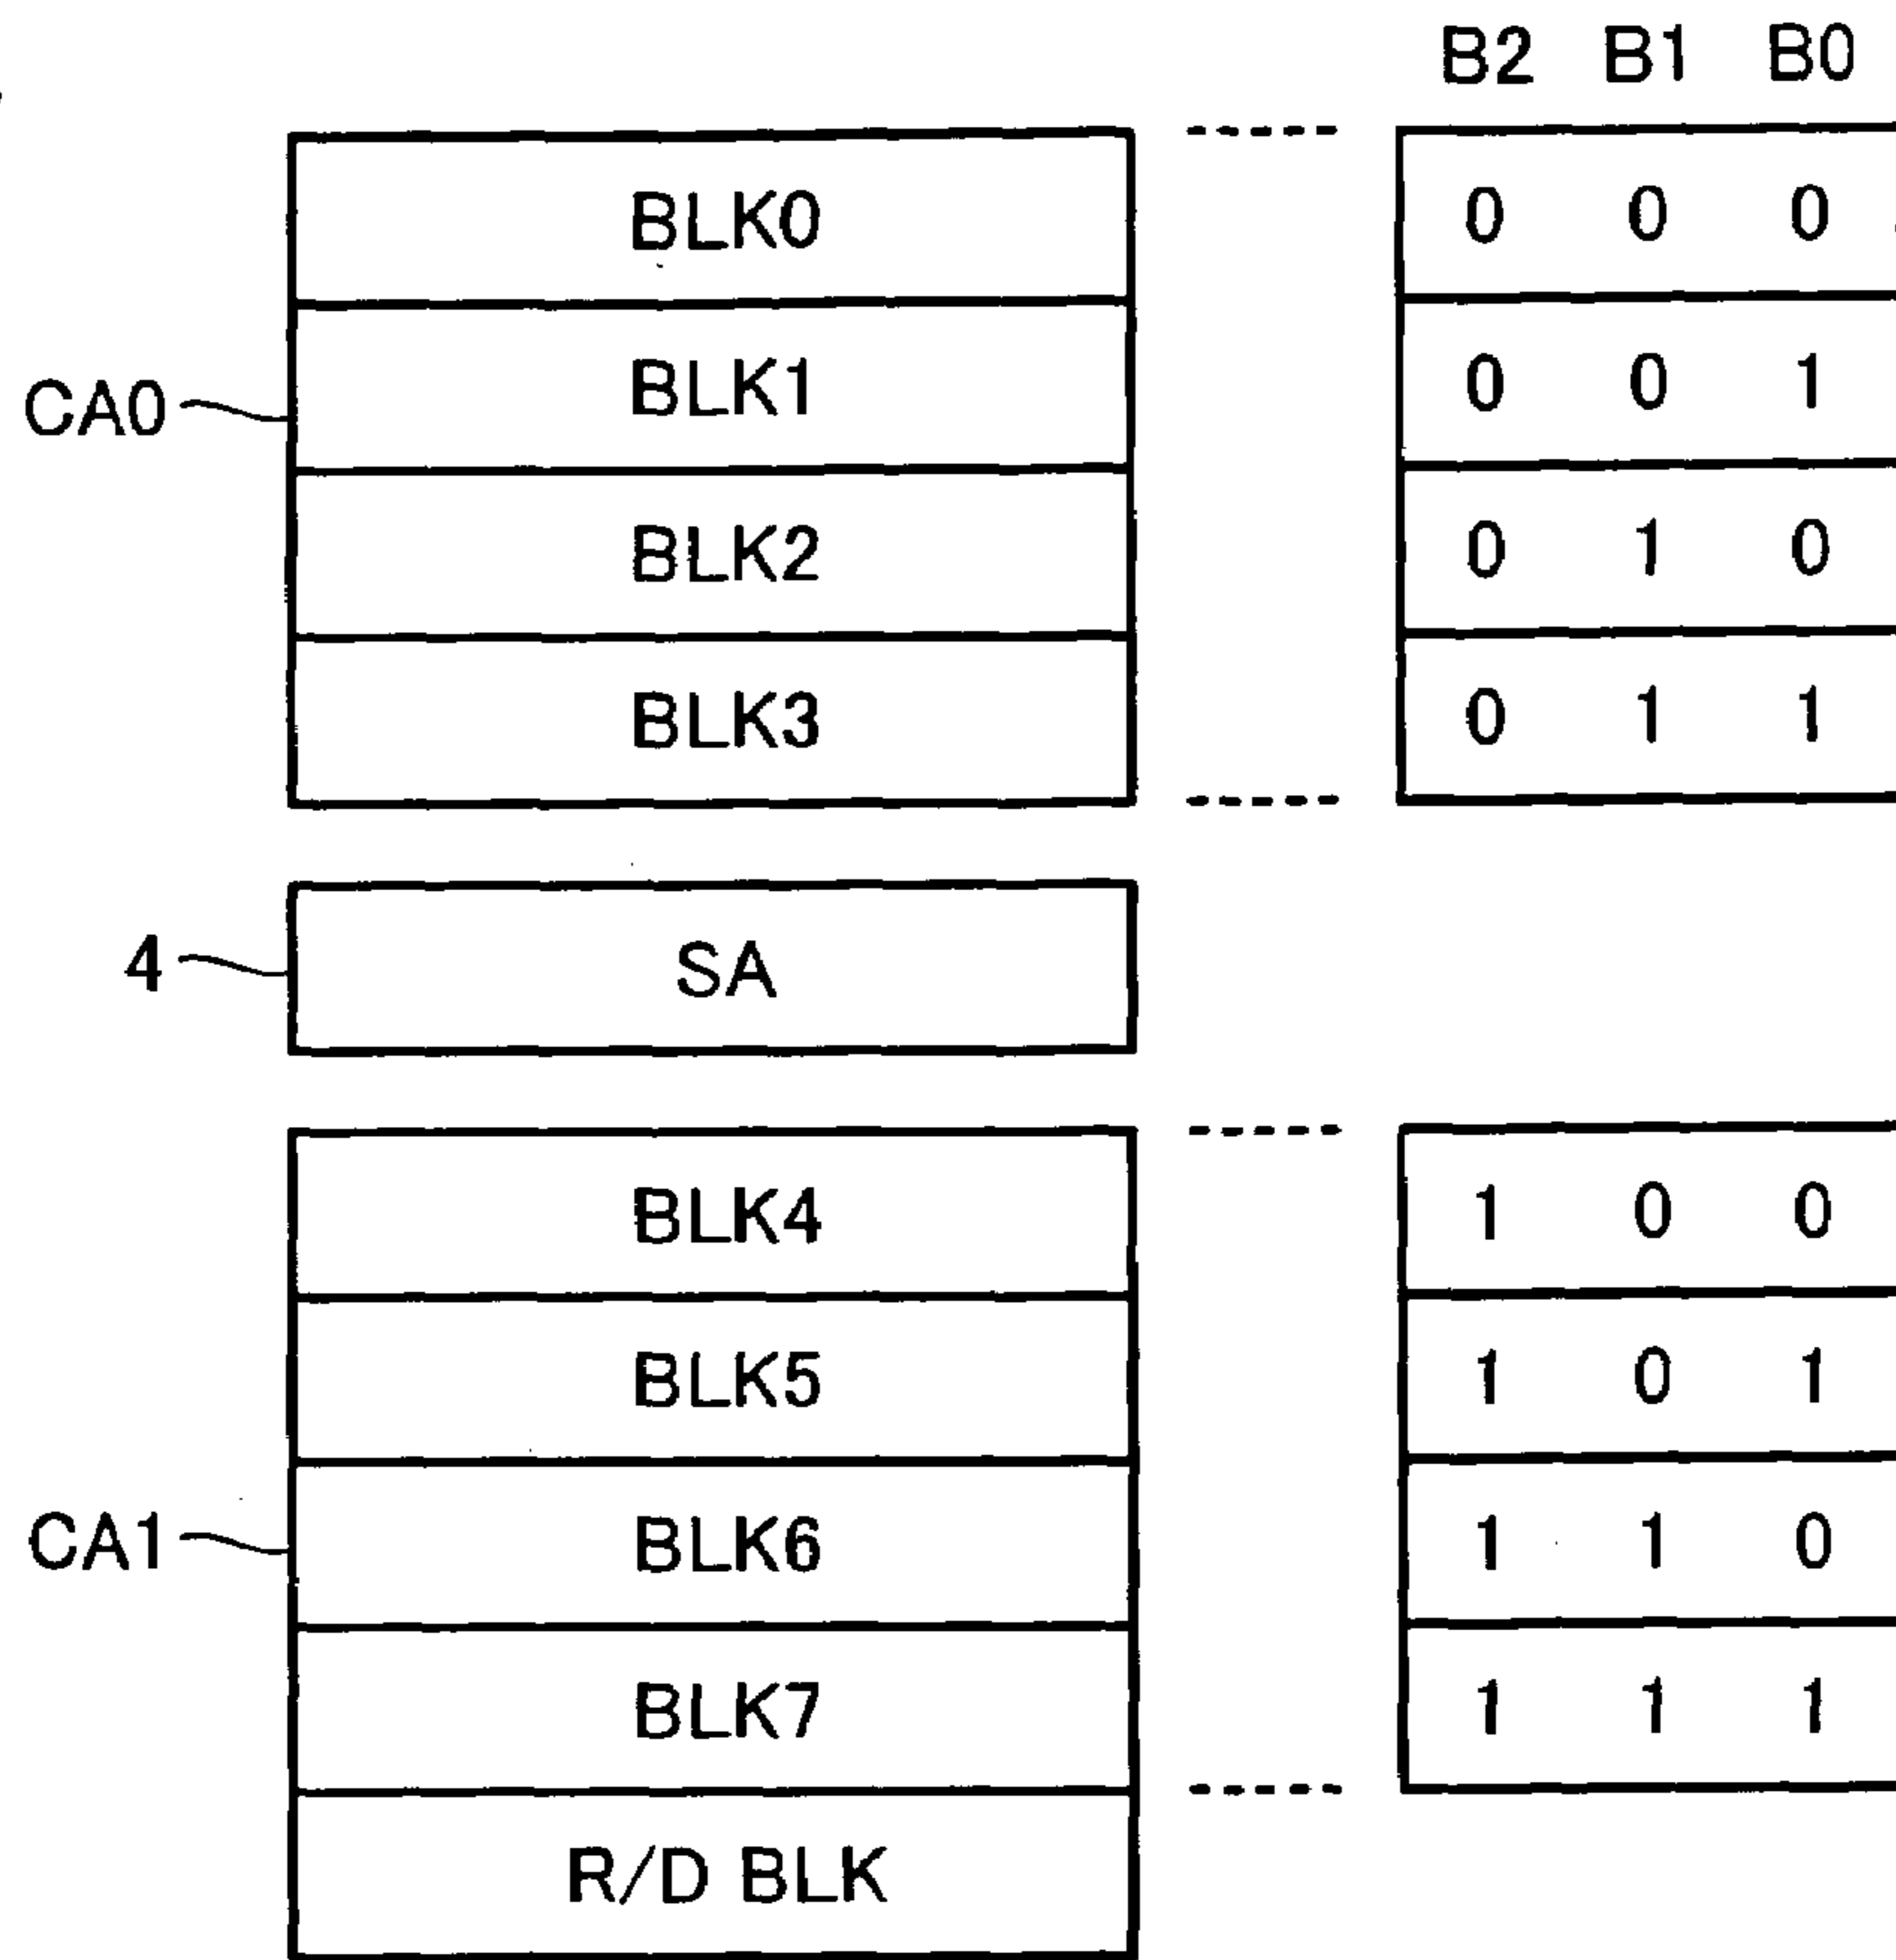 B2 B1 B0
BLK0 0 0 0
BLK1 0 0 1
CA0
BLK2 0 1 0
BLK3 0 1 1
4 SA
BLK4 1 0 0
BLK5 1 0 1
CA1 BLK6 1 1 0
BLK7 1 1 1
R/D BLK